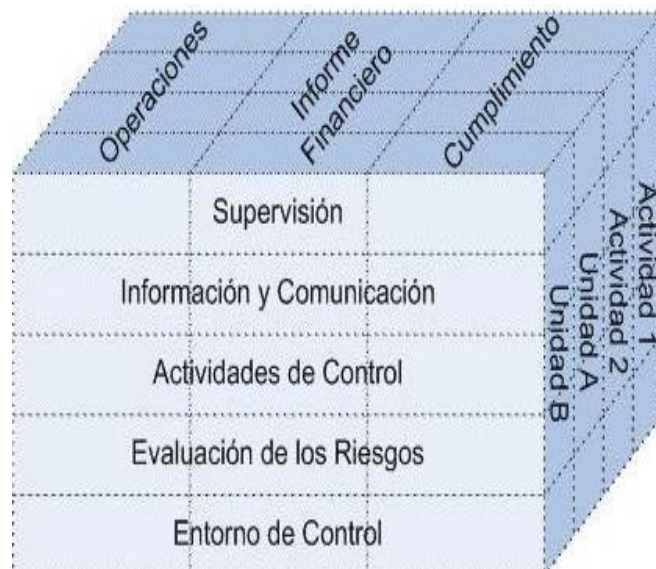 Operaciones
Informe
Financiero
Cumplimiento
Supervisión
Información y Comunicación
Actividades de Control
Evaluación de los Riesgos
Entorno de Control
Unidad B
Unidad A
Actividad 2
Actividad 1